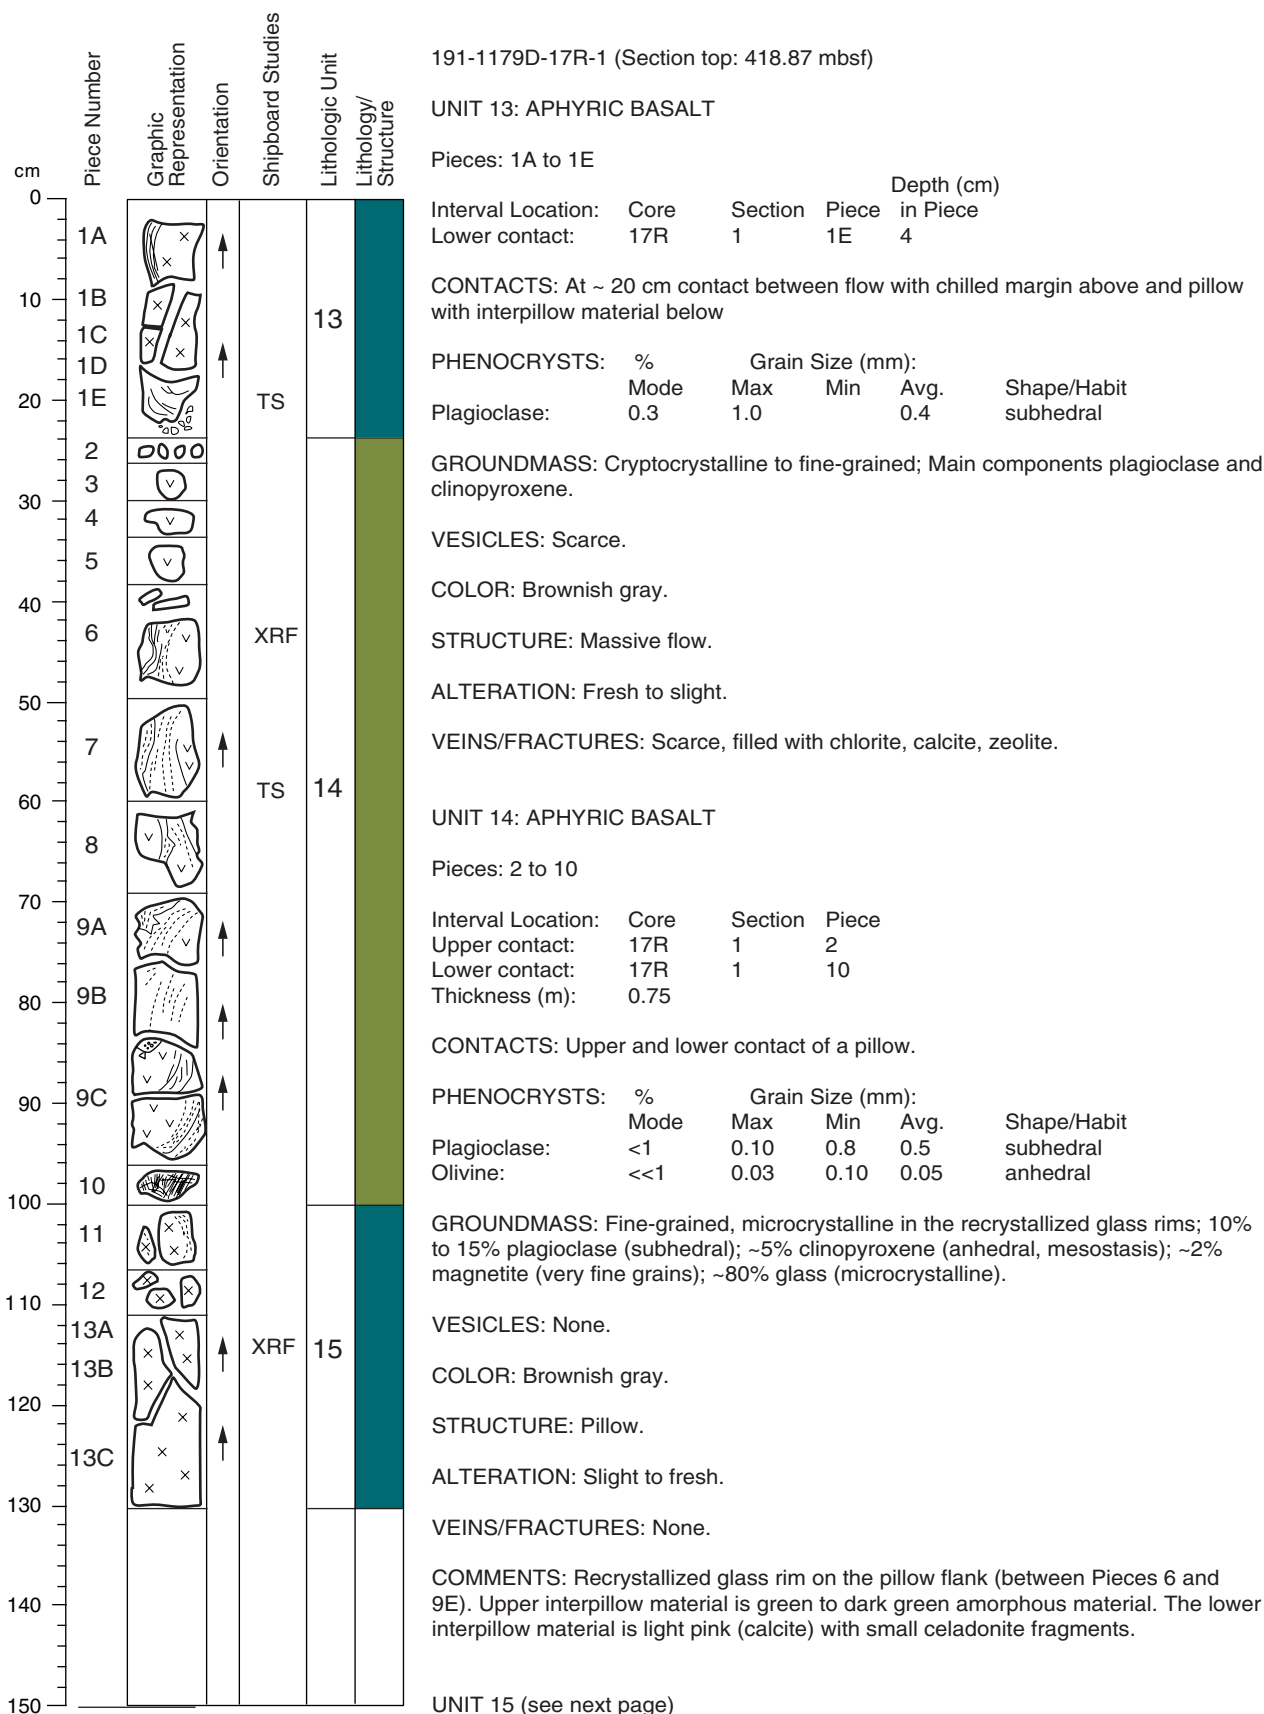 cm
Piece Number
Graphic
Representation
Orientation
Shipboard Studies
Lithologic Unit
Lithology/
Structure
0
10
20
30
40
50
60
70
80
90
100
110
120
130
140
150
1A
1B
1C
1D
1E
2
3
4
5
6
7
8
9A
9B
9C
10
11
12
13A
13B
13C
TS
XRF
TS
XRF
13
14
15
191-1179D-17R-1 (Section top: 418.87 mbsf)
UNIT 13: APHYRIC BASALT
Pieces: 1A to 1E
Depth (cm)
Interval Location: Core Section Piece in Piece
Lower contact: 17R 1 1E 4
CONTACTS: At ~ 20 cm contact between flow with chilled margin above and pillow
with interpillow material below
PHENOCRYSTS: % Grain Size (mm):
Mode Max Min Avg. Shape/Habit
Plagioclase: 0.3 1.0 0.4 subhedral
GROUNDMASS: Cryptocrystalline to fine-grained; Main components plagioclase and
clinopyroxene.
VESICLES: Scarce.
COLOR: Brownish gray.
STRUCTURE: Massive flow.
ALTERATION: Fresh to slight.
VEINS/FRACTURES: Scarce, filled with chlorite, calcite, zeolite.
UNIT 14: APHYRIC BASALT
Pieces: 2 to 10
Interval Location: Core Section Piece
Upper contact: 17R 1 2
Lower contact: 17R 1 10
Thickness (m): 0.75
CONTACTS: Upper and lower contact of a pillow.
PHENOCRYSTS: % Grain Size (mm):
Mode Max Min Avg. Shape/Habit
Plagioclase: <1 0.10 0.8 0.5 subhedral
Olivine: <<1 0.03 0.10 0.05 anhedral
GROUNDMASS: Fine-grained, microcrystalline in the recrystallized glass rims; 10%
to 15% plagioclase (subhedral); ~5% clinopyroxene (anhedral, mesostasis); ~2%
magnetite (very fine grains); ~80% glass (microcrystalline).
VESICLES: None.
COLOR: Brownish gray.
STRUCTURE: Pillow.
ALTERATION: Slight to fresh.
VEINS/FRACTURES: None.
COMMENTS: Recrystallized glass rim on the pillow flank (between Pieces 6 and
9E). Upper interpillow material is green to dark green amorphous material. The lower
interpillow material is light pink (calcite) with small celadonite fragments.
UNIT 15 (see next page)